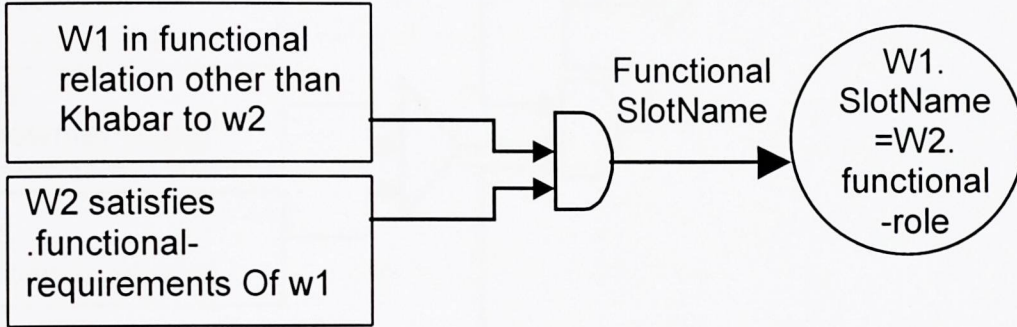 W1 in functional
relation other than
Khabar to w2
W2 satisfies
.functional-
requirements Of w1
Functional
SlotName
W1.
SlotName
=W2.
functional
-role